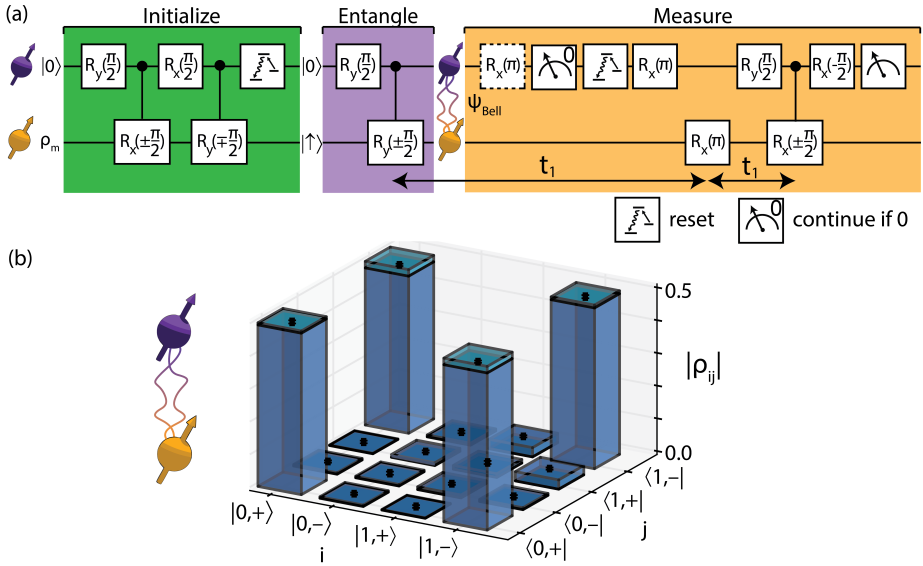 (a)
Initialize Entangle Measure
|0⟩ R_y(π/2) R_x(π/2) |0⟩ R_y(π/2) R_x(π) 0 R_x(π) R_y(π/2) R_x(-π/2)
ψ_Bell
ρ_m R_x(±π/2) R_y(∓π/2) |↑⟩ R_y(±π/2) R_x(π) R_x(±π/2)
t_1 t_1
reset 0 continue if 0
(b)
0.5
|ρ_ij|
0.0
|0,+⟩ |0,−⟩ |1,+⟩ |1,−⟩
i
⟨0,+| ⟨0,−| ⟨1,+| ⟨1,−|
j